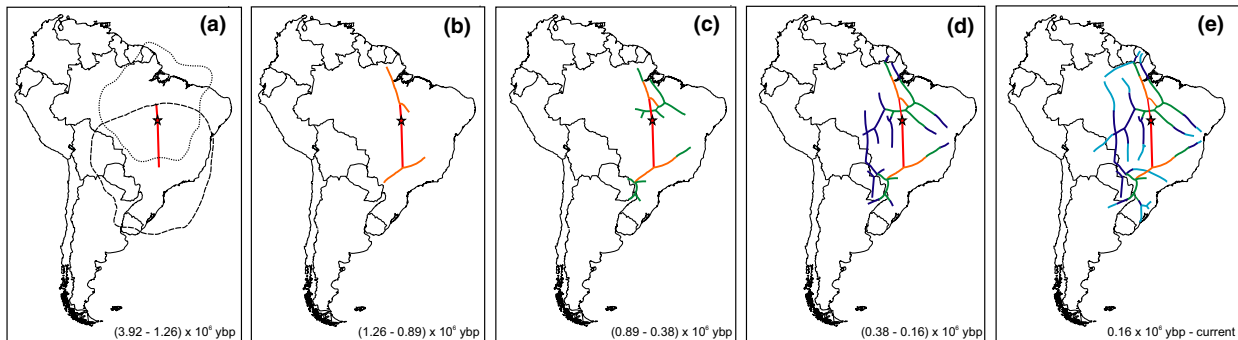 (a)
(3.92 - 1.26) x 10⁶ ybp
(b)
(1.26 - 0.89) x 10⁶ ybp
(c)
(0.89 - 0.38) x 10⁶ ybp
(d)
(0.38 - 0.16) x 10⁶ ybp
(e)
0.16 x 10⁶ ybp - current